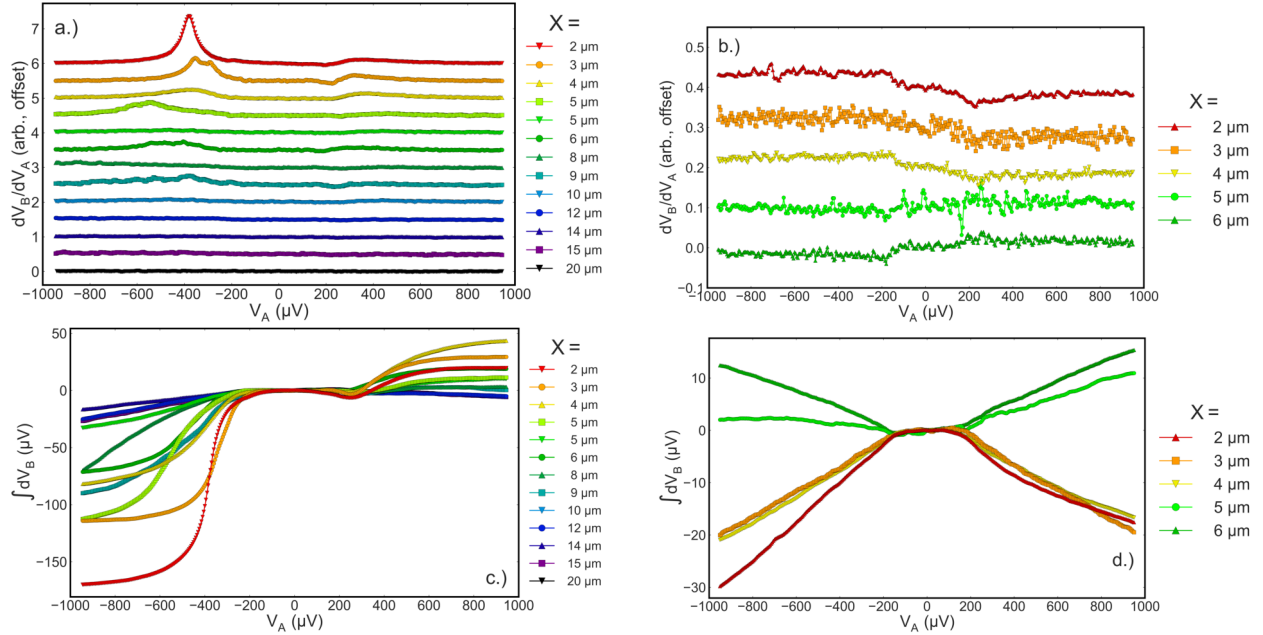 a.)
dV_B/dV_A (arb., offset)
7
6
5
4
3
2
1
0
−1000 −800 −600 −400 −200 0 200 400 600 800 1000
V_A (µV)
X =
2 µm
3 µm
4 µm
5 µm
5 µm
6 µm
8 µm
9 µm
10 µm
12 µm
14 µm
15 µm
20 µm
b.)
dV_B/dV_A (arb., offset)
0.5
0.4
0.3
0.2
0.1
0.0
−0.1
−1000 −800 −600 −400 −200 0 200 400 600 800 1000
V_A (µV)
X =
2 µm
3 µm
4 µm
5 µm
6 µm
c.)
∫dV_B (µV)
50
0
−50
−100
−150
−1000 −800 −600 −400 −200 0 200 400 600 800 1000
V_A (µV)
X =
2 µm
3 µm
4 µm
5 µm
5 µm
6 µm
8 µm
9 µm
10 µm
12 µm
14 µm
15 µm
20 µm
d.)
∫dV_B (µV)
10
0
−10
−20
−30
−1000 −800 −600 −400 −200 0 200 400 600 800 1000
V_A (µV)
X =
2 µm
3 µm
4 µm
5 µm
6 µm